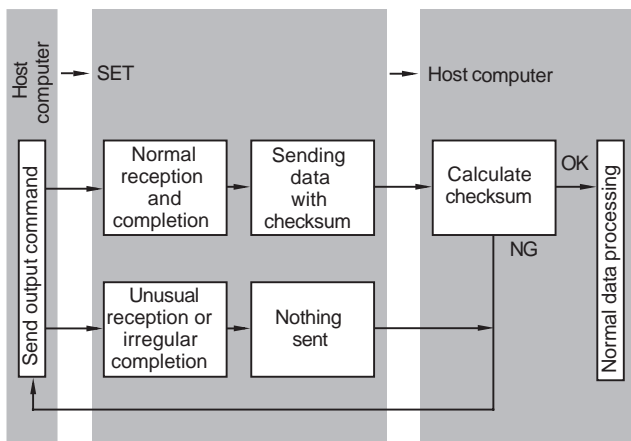 Host
computer
SET
Host computer
Send output command
Normal
reception
and
completion
Sending
data
with
checksum
Calculate
checksum
OK
NG
Normal data processing
Unusual
reception or
irregular
completion
Nothing
sent